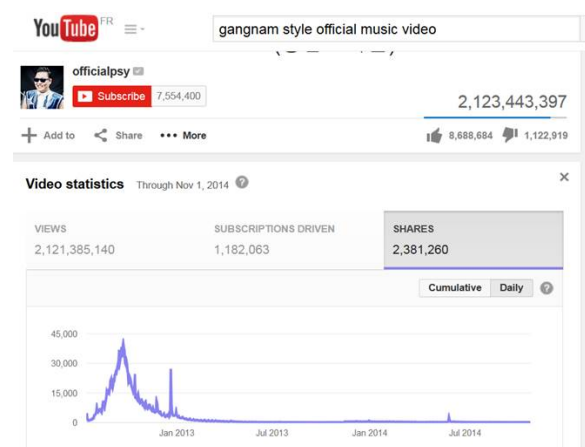 YouTube FR
gangnam style official music video
officialpsy
Subscribe 7,554,400
2,123,443,397
Add to Share More
8,688,684 1,122,919
Video statistics Through Nov 1, 2014 ?
VIEWS SUBSCRIPTIONS DRIVEN SHARES
2,121,385,140 1,182,063 2,381,260
Cumulative Daily ?
45,000
30,000
15,000
0
Jan 2013 Jul 2013 Jan 2014 Jul 2014